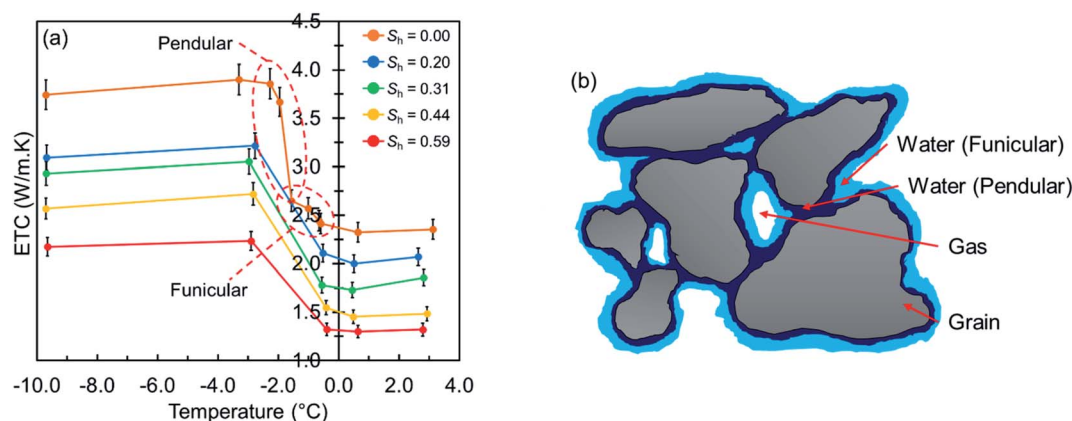 (a)
Pendular
Funicular
S_h = 0.00
S_h = 0.20
S_h = 0.31
S_h = 0.44
S_h = 0.59
ETC (W/m.K)
4.5
4.0
3.5
3.0
2.5
2.0
1.5
1.0
-10.0 -8.0 -6.0 -4.0 -2.0 0.0 2.0 4.0
Temperature (°C)
(b)
Water (Funicular)
Water (Pendular)
Gas
Grain